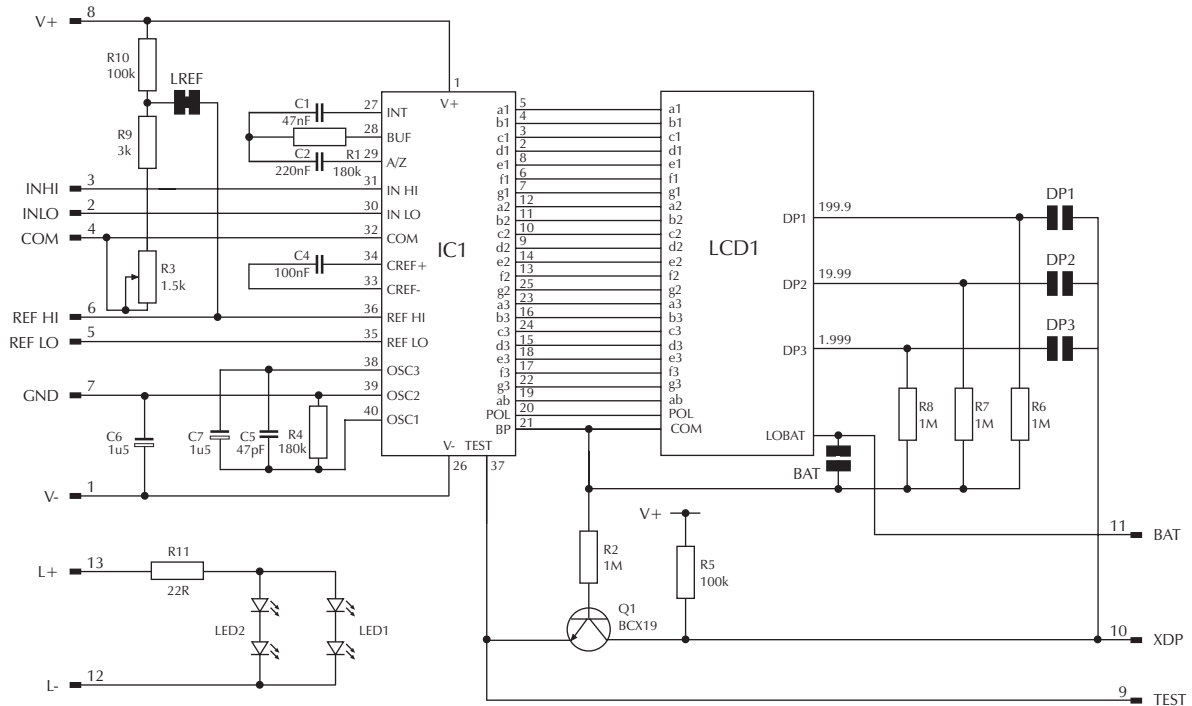 V+ 8
R10
100k
LREF
R9
3k
INHI 3
INLO 2
COM 4
R3
1.5k
REF HI 6
REF LO 5
GND 7
C6
1u5
C7
1u5
C5
47pF
R4
180k
V- 1
C1
47nF
C2
220nF
R1
180k
C4
100nF
1
V+
27 INT
28 BUF
29 A/Z
31 IN HI
30 IN LO
32 COM
34 CREF+
33 CREF-
36 REF HI
35 REF LO
38 OSC3
39 OSC2
40 OSC1
IC1
V- TEST
26 37
a1 5 a1
b1 4 b1
c1 3 c1
d1 2 d1
e1 8 e1
f1 6 f1
g1 7 g1
a2 12 a2
b2 11 b2
c2 10 c2
d2 9 d2
e2 14 e2
f2 13 f2
g2 25 g2
a3 23 a3
b3 16 b3
c3 24 c3
d3 15 d3
e3 18 e3
f3 17 f3
g3 22 g3
ab 19 ab
POL 20 POL
BP 21 COM
LCD1
DP1 199.9
DP2 19.99
DP3 1.999
LOBAT
DP1
DP2
DP3
R8
1M
R7
1M
R6
1M
BAT
V+
R2
1M
R5
100k
Q1
BCX19
11 BAT
10 XDP
9 TEST
L+ 13
R11
22R
LED2
LED1
L- 12